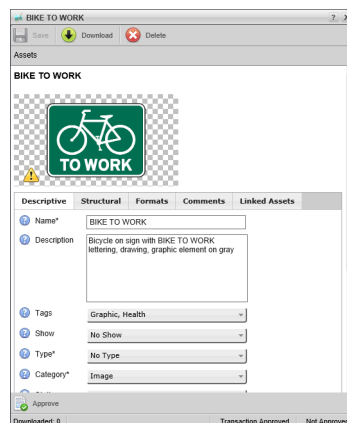 BIKE TO WORK ?
Save Download Delete
Assets
BIKE TO WORK
TO WORK
Descriptive Structural Formats Comments Linked Assets
? Name* BIKE TO WORK
? Description Bicycle on sign with BIKE TO WORK
lettering, drawing, graphic element on gray
? Tags Graphic, Health
? Show No Show
? Type* No Type
? Category* Image
Approve
Downloaded: 0 Transaction Approved Not Approved